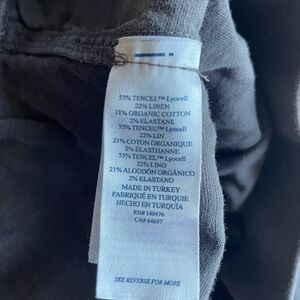 55% TENCEL™ Lyocell
22% LINEN
21% ORGANIC COTTON
2% ELASTANE
55% TENCEL™ Lyocell
22% LIN
21% COTON ORGANIQUE
2% ELASTHANNE
55% TENCEL™ Lyocell
22% LINO
21% ALGODÓN ORGÁNICO
2% ELASTANO
MADE IN TURKEY
FABRIQUÉ EN TURQUIE
HECHO EN TURQUÍA
RN# 140476
CA# 64607
SEE REVERSE FOR MORE